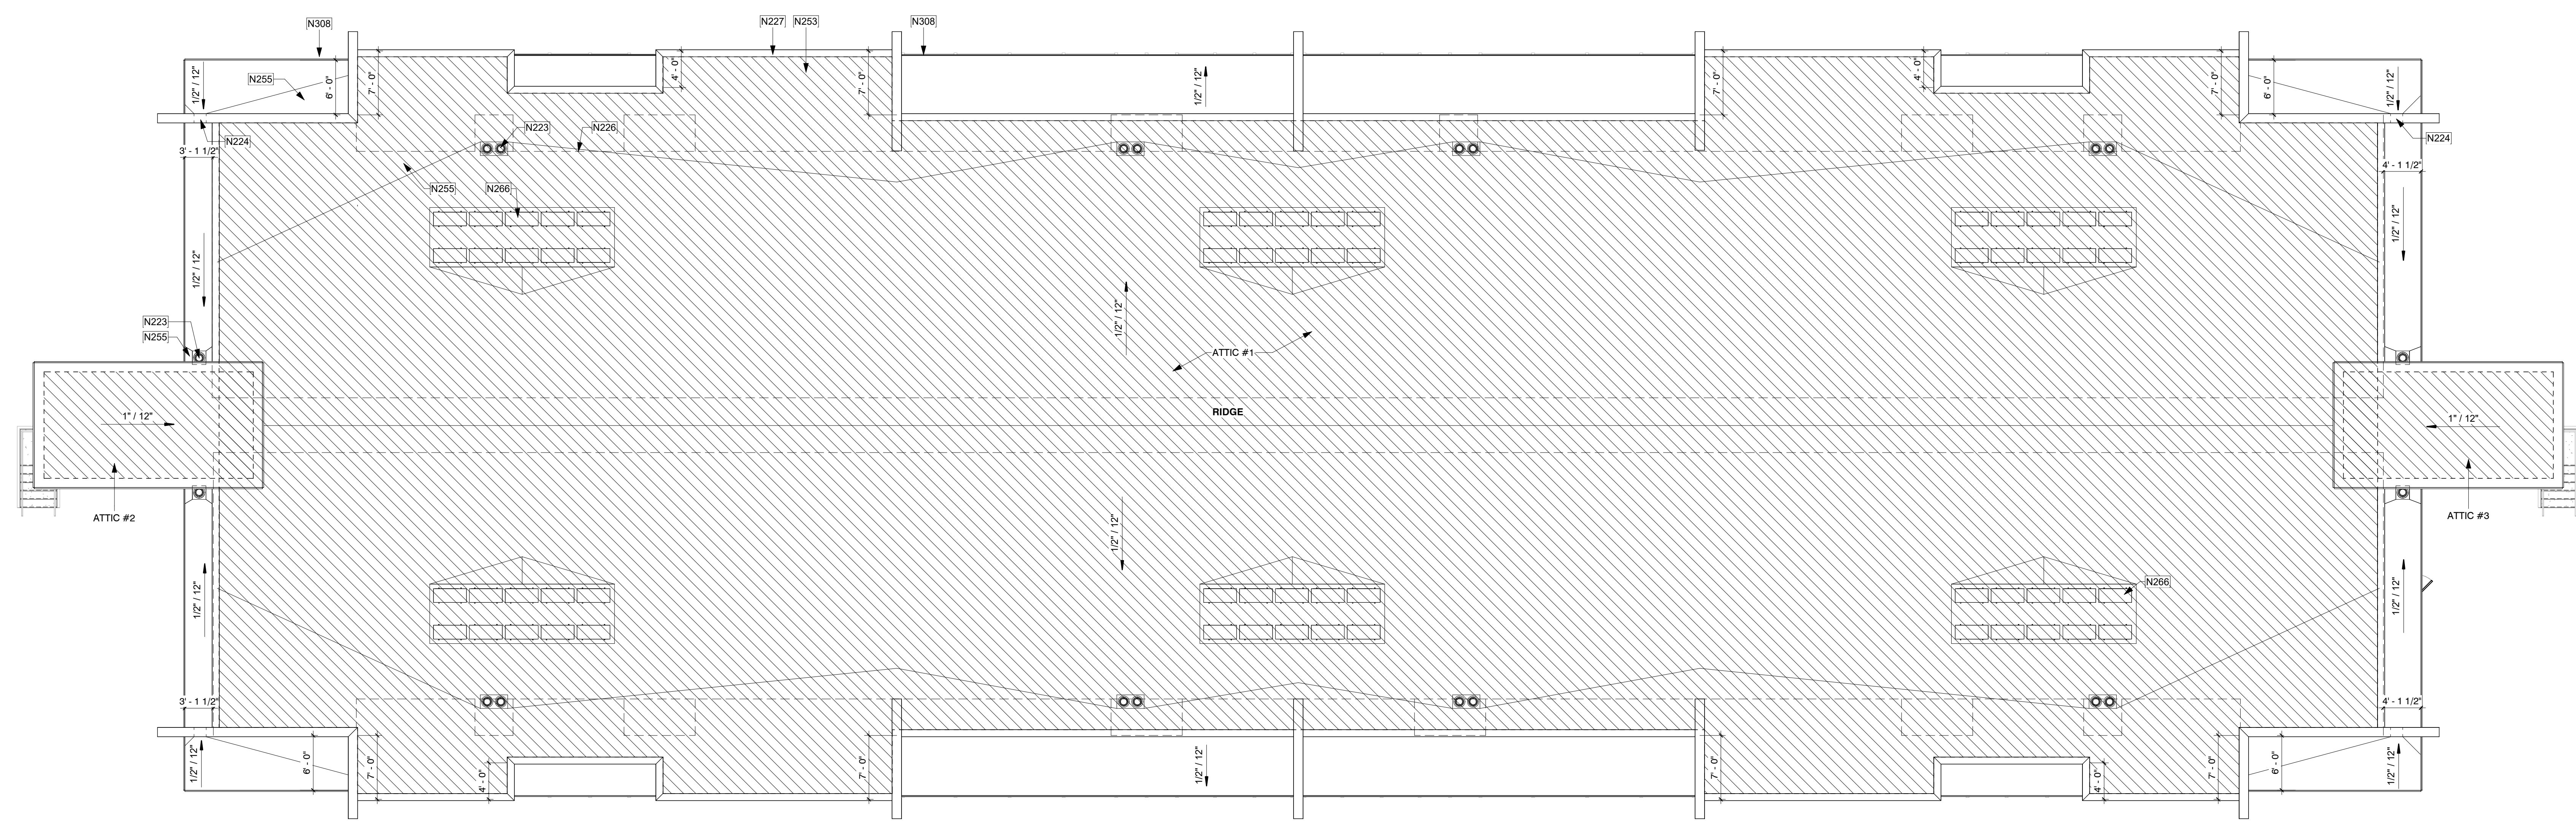 N308
N227
N253
N308
1/2" / 12"
N255
6' - 0"
7' - 0"
4' - 0"
7' - 0"
1/2" / 12"
7' - 0"
4' - 0"
7' - 0"
6' - 0"
1/2" / 12"
N224
N223
N226
N224
3' - 1 1/2"
4' - 1 1/2"
N255
N266
1/2" / 12"
1/2" / 12"
1/2" / 12"
N223
N255
ATTIC #1
RIDGE
1" / 12"
1" / 12"
ATTIC #2
ATTIC #3
1/2" / 12"
1/2" / 12"
1/2" / 12"
N266
3' - 1 1/2"
4' - 1 1/2"
1/2" / 12"
6' - 0"
7' - 0"
4' - 0"
7' - 0"
1/2" / 12"
7' - 0"
4' - 0"
7' - 0"
6' - 0"
1/2" / 12"